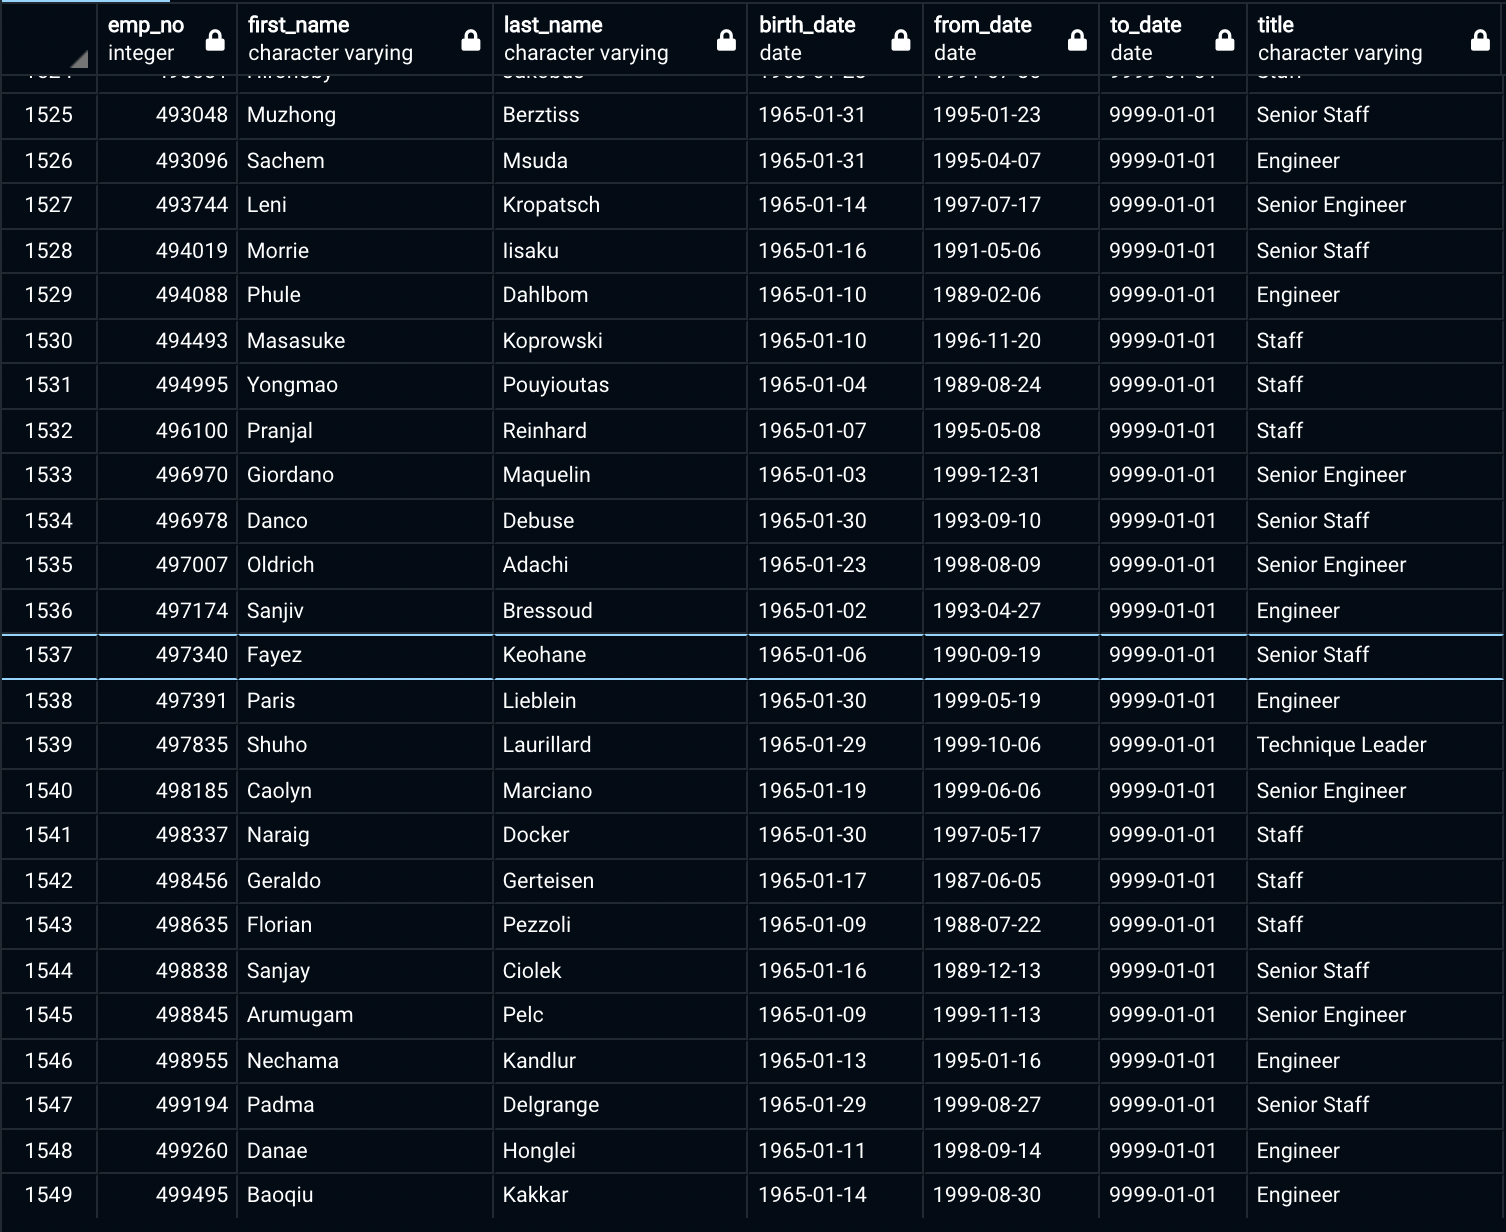 emp_no first_name last_name birth_date from_date to_date title
integer character varying character varying date date date character varying
1525 493048 Muzhong Berztiss 1965-01-31 1995-01-23 9999-01-01 Senior Staff
1526 493096 Sachem Msuda 1965-01-31 1995-04-07 9999-01-01 Engineer
1527 493744 Leni Kropatsch 1965-01-14 1997-07-17 9999-01-01 Senior Engineer
1528 494019 Morrie Iisaku 1965-01-16 1991-05-06 9999-01-01 Senior Staff
1529 494088 Phule Dahlbom 1965-01-10 1989-02-06 9999-01-01 Engineer
1530 494493 Masasuke Koprowski 1965-01-10 1996-11-20 9999-01-01 Staff
1531 494995 Yongmao Pouyioutas 1965-01-04 1989-08-24 9999-01-01 Staff
1532 496100 Pranjal Reinhard 1965-01-07 1995-05-08 9999-01-01 Staff
1533 496970 Giordano Maquelin 1965-01-03 1999-12-31 9999-01-01 Senior Engineer
1534 496978 Danco Debuse 1965-01-30 1993-09-10 9999-01-01 Senior Staff
1535 497007 Oldrich Adachi 1965-01-23 1998-08-09 9999-01-01 Senior Engineer
1536 497174 Sanjiv Bressoud 1965-01-02 1993-04-27 9999-01-01 Engineer
1537 497340 Fayez Keohane 1965-01-06 1990-09-19 9999-01-01 Senior Staff
1538 497391 Paris Lieblein 1965-01-30 1999-05-19 9999-01-01 Engineer
1539 497835 Shuho Laurillard 1965-01-29 1999-10-06 9999-01-01 Technique Leader
1540 498185 Caolyn Marciano 1965-01-19 1999-06-06 9999-01-01 Senior Engineer
1541 498337 Naraig Docker 1965-01-30 1997-05-17 9999-01-01 Staff
1542 498456 Geraldo Gerteisen 1965-01-17 1987-06-05 9999-01-01 Staff
1543 498635 Florian Pezzoli 1965-01-09 1988-07-22 9999-01-01 Staff
1544 498838 Sanjay Ciolek 1965-01-16 1989-12-13 9999-01-01 Senior Staff
1545 498845 Arumugam Pelc 1965-01-09 1999-11-13 9999-01-01 Senior Engineer
1546 498955 Nechama Kandlur 1965-01-13 1995-01-16 9999-01-01 Engineer
1547 499194 Padma Delgrange 1965-01-29 1999-08-27 9999-01-01 Senior Staff
1548 499260 Danae Honglei 1965-01-11 1998-09-14 9999-01-01 Engineer
1549 499495 Baoqiu Kakkar 1965-01-14 1999-08-30 9999-01-01 Engineer